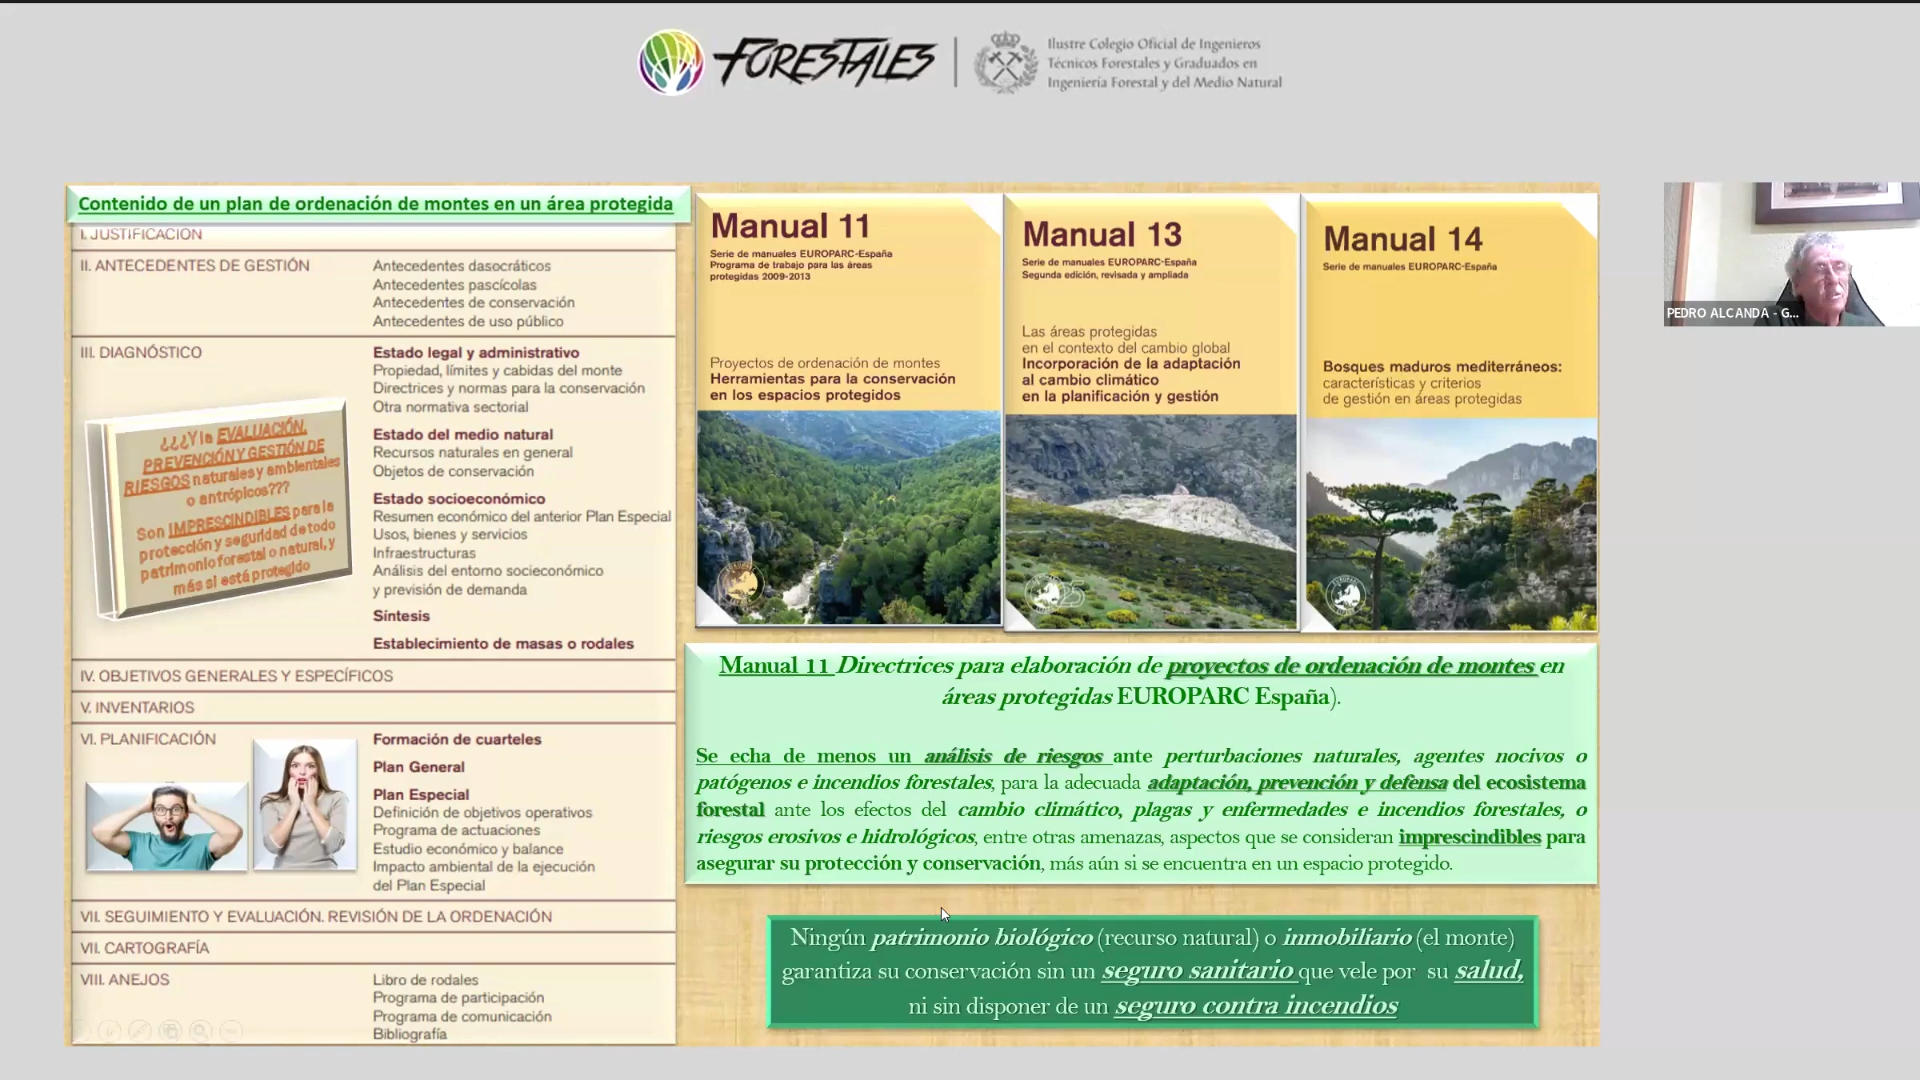 FORESTALES
Ilustre Colegio Oficial de Ingenieros
Técnicos Forestales y Graduados en
Ingeniería Forestal y del Medio Natural
Contenido de un plan de ordenación de montes en un área protegida
I. JUSTIFICACIÓN
II. ANTECEDENTES DE GESTIÓN
Antecedentes dasocráticos
Antecedentes pascícolas
Antecedentes de conservación
Antecedentes de uso público
III. DIAGNÓSTICO
Estado legal y administrativo
Propiedad, límites y cabidas del monte
Directrices y normas para la conservación
Otra normativa sectorial
Estado del medio natural
Recursos naturales en general
Objetos de conservación
Estado socioeconómico
Resumen económico del anterior Plan Especial
Usos, bienes y servicios
Infraestructuras
Análisis del entorno socioeconómico
y previsión de demanda
Síntesis
Establecimiento de masas o rodales
¿¿¿Y la EVALUACIÓN,
PREVENCIÓN Y GESTIÓN DE
RIESGOS naturales y ambientales
o antrópicos???
Son IMPRESCINDIBLES para la
protección y seguridad de todo
patrimonio forestal o natural, y
más si está protegido
IV. OBJETIVOS GENERALES Y ESPECÍFICOS
V. INVENTARIOS
VI. PLANIFICACIÓN
Formación de cuarteles
Plan General
Plan Especial
Definición de objetivos operativos
Programa de actuaciones
Estudio económico y balance
Impacto ambiental de la ejecución
del Plan Especial
VII. SEGUIMIENTO Y EVALUACIÓN. REVISIÓN DE LA ORDENACIÓN
VII. CARTOGRAFÍA
VIII. ANEJOS
Libro de rodales
Programa de participación
Programa de comunicación
Bibliografía
Manual 11
Serie de manuales EUROPARC-España
Programa de trabajo para las áreas
protegidas 2009-2013
Proyectos de ordenación de montes
Herramientas para la conservación
en los espacios protegidos
Manual 13
Serie de manuales EUROPARC-España
Segunda edición, revisada y ampliada
Las áreas protegidas
en el contexto del cambio global
Incorporación de la adaptación
al cambio climático
en la planificación y gestión
25
Manual 14
Serie de manuales EUROPARC-España
Bosques maduros mediterráneos:
características y criterios
de gestión en áreas protegidas
Manual 11 Directrices para elaboración de proyectos de ordenación de montes en
áreas protegidas EUROPARC España).
Se echa de menos un análisis de riesgos ante perturbaciones naturales, agentes nocivos o
patógenos e incendios forestales, para la adecuada adaptación, prevención y defensa del ecosistema
forestal ante los efectos del cambio climático, plagas y enfermedades e incendios forestales, o
riesgos erosivos e hidrológicos, entre otras amenazas, aspectos que se consideran imprescindibles para
asegurar su protección y conservación, más aún si se encuentra en un espacio protegido.
Ningún patrimonio biológico (recurso natural) o inmobiliario (el monte)
garantiza su conservación sin un seguro sanitario que vele por su salud,
ni sin disponer de un seguro contra incendios
PEDRO ALCANDA - G...